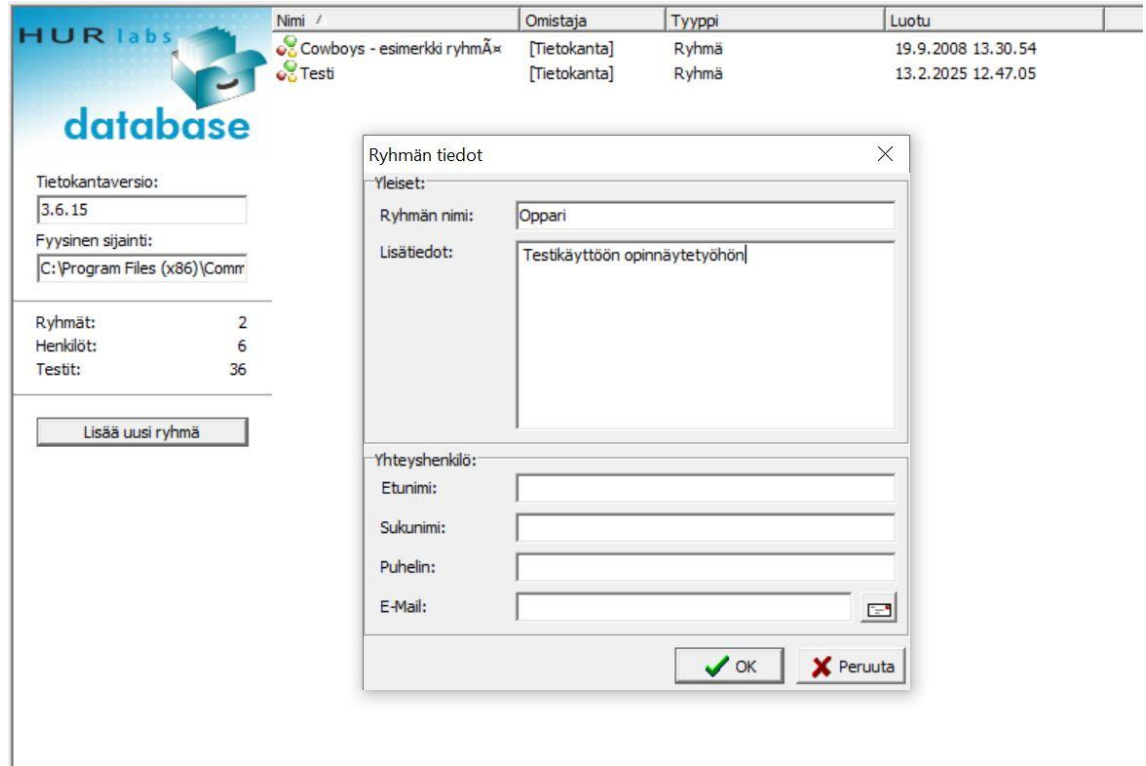 HUR labs
database
Nimi / Omistaja Tyyppi Luotu
Cowboys - esimerkki ryhmÃ¤ [Tietokanta] Ryhmä 19.9.2008 13.30.54
Testi [Tietokanta] Ryhmä 13.2.2025 12.47.05
Tietokantaversio:
3.6.15
Fyysinen sijainti:
C:\Program Files (x86)\Comm
Ryhmät: 2
Henkilöt: 6
Testit: 36
Lisää uusi ryhmä
Ryhmän tiedot
Yleiset:
Ryhmän nimi: Oppari
Lisätiedot: Testikäyttöön opinnäytetyöhön
Yhteyshenkilö:
Etunimi:
Sukunimi:
Puhelin:
E-Mail:
OK Peruuta